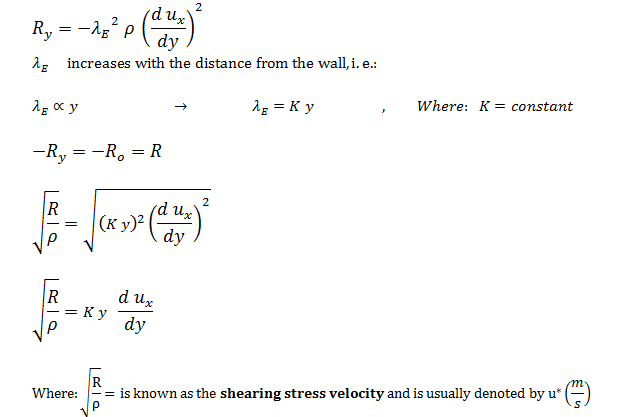 R_y = −λ_E² ρ (d u_x / dy)²
λ_E increases with the distance from the wall, i. e.:
λ_E ∝ y → λ_E = K y , Where: K = constant
−R_y = −R_o = R
√(R/ρ) = √((K y)² (d u_x / dy)²)
√(R/ρ) = K y d u_x / dy
Where: √(R/ρ) = is known as the shearing stress velocity and is usually denoted by u* (m/s)